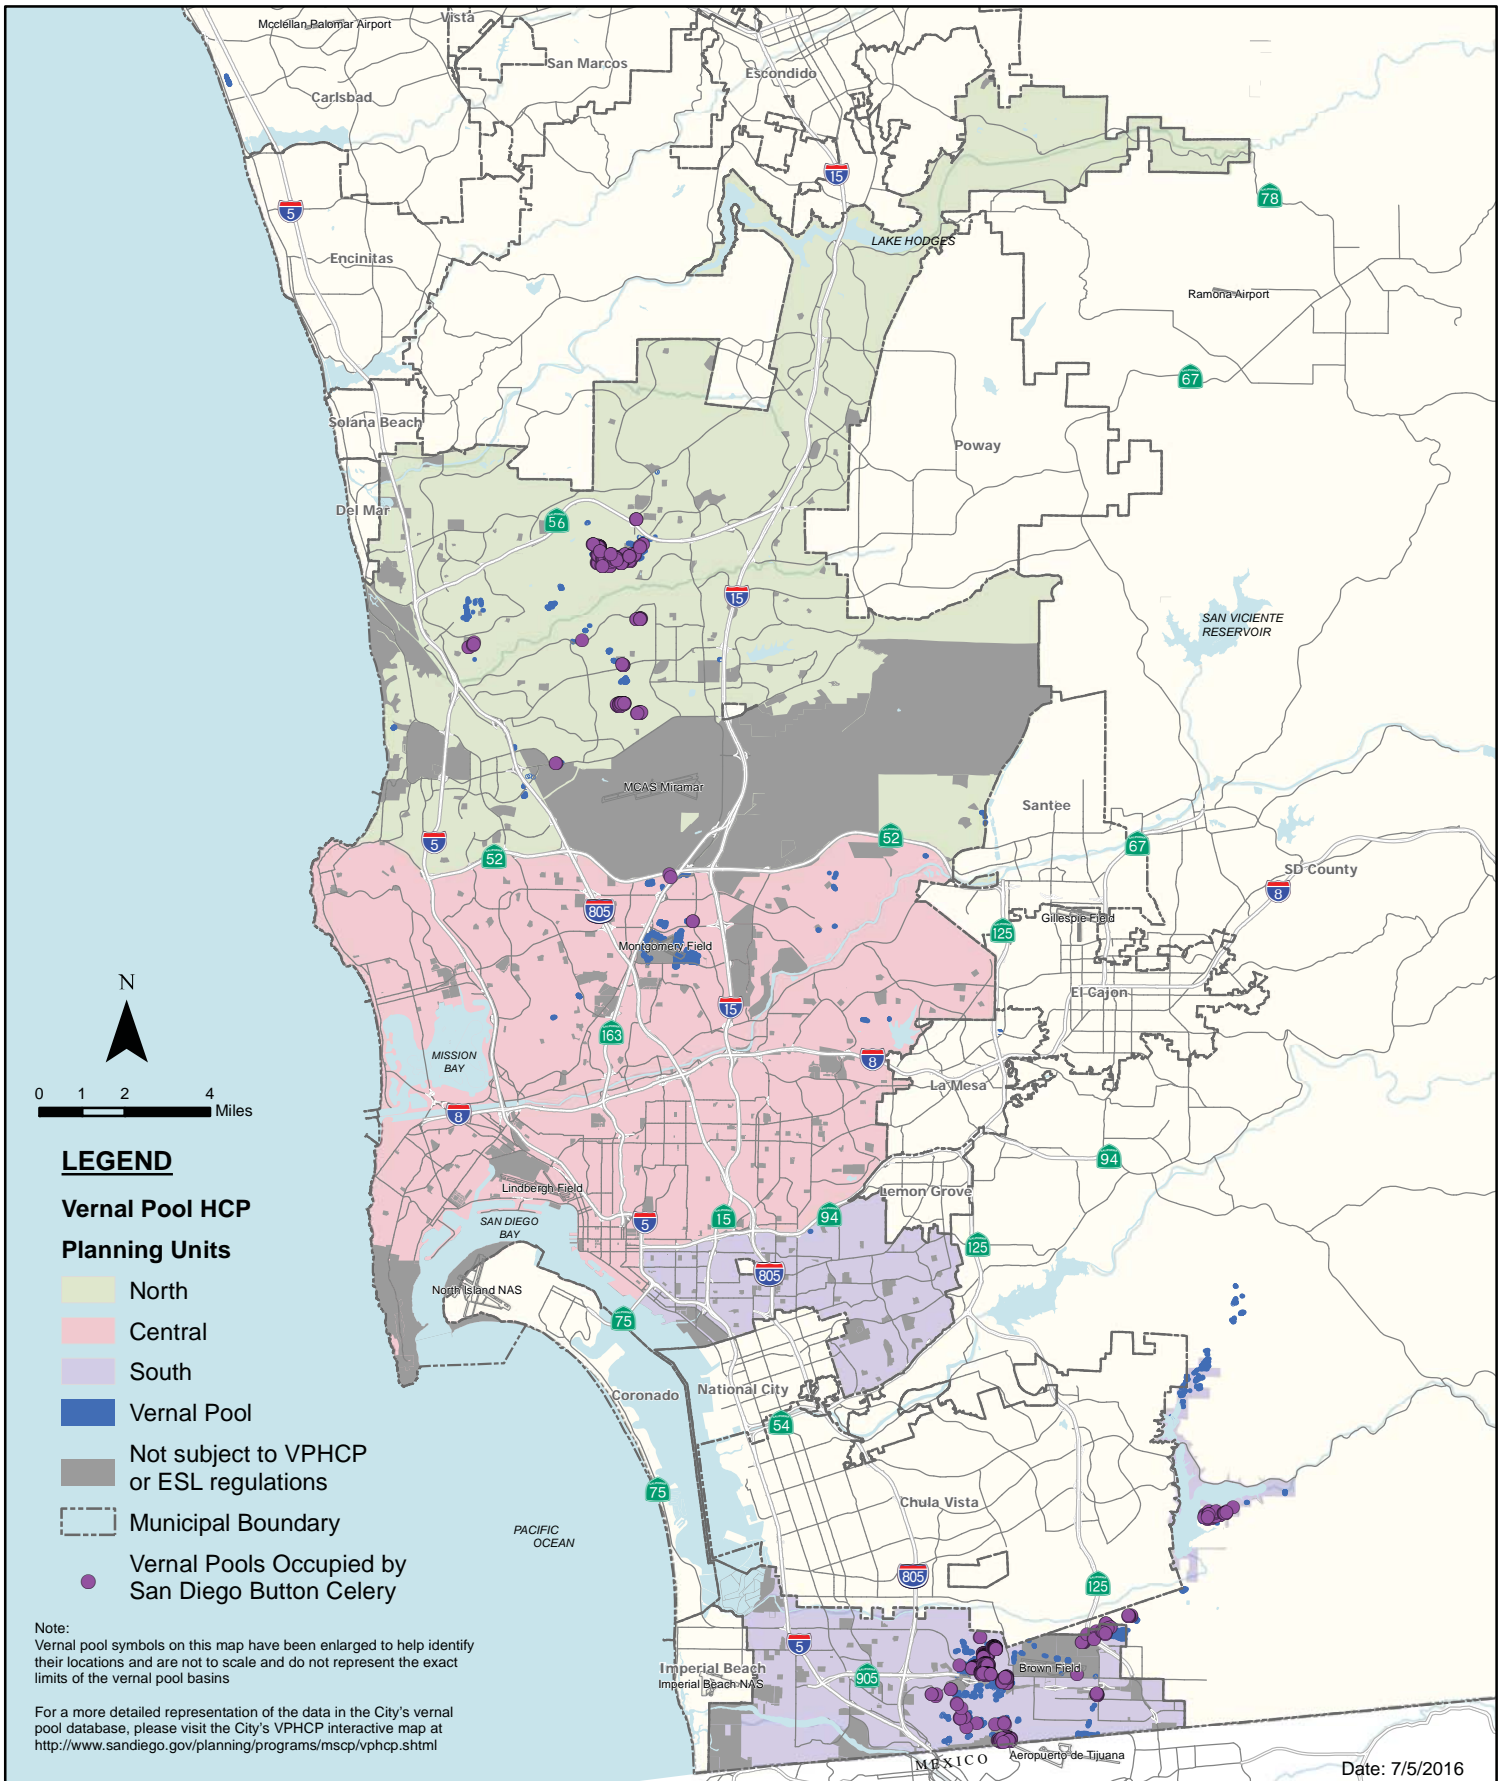 Mcclellan Palomar Airport
Vista
San Marcos
Escondido
Carlsbad
15
78
5
LAKE HODGES
Encinitas
Ramona Airport
67
Solana Beach
Poway
Del Mar
56
15
SAN VICIENTE
RESERVOIR
MCAS Miramar
Santee
5
52
52
67
SD County
8
805
Gillespie Field
125
Montgomery Field
El Cajon
N
15
163
MISSION
BAY
8
La Mesa
0 1 2 4
Miles
8
94
LEGEND
Lindbergh Field
Lemon Grove
Vernal Pool HCP
SAN DIEGO
BAY
5
15
94
Planning Units
125
805
North
North Island NAS
75
Central
South
Coronado
National City
Vernal Pool
54
Not subject to VPHCP
or ESL regulations
75
Chula Vista
Municipal Boundary
PACIFIC
OCEAN
Vernal Pools Occupied by
San Diego Button Celery
805
125
Note:
Vernal pool symbols on this map have been enlarged to help identify
their locations and are not to scale and do not represent the exact
limits of the vernal pool basins
5
Imperial Beach
Imperial Beach NAS
905
Brown Field
For a more detailed representation of the data in the City's vernal
pool database, please visit the City's VPHCP interactive map at
http://www.sandiego.gov/planning/programs/mscp/vphcp.shtml
MEXICO
Aeropuerto de Tijuana
Date: 7/5/2016